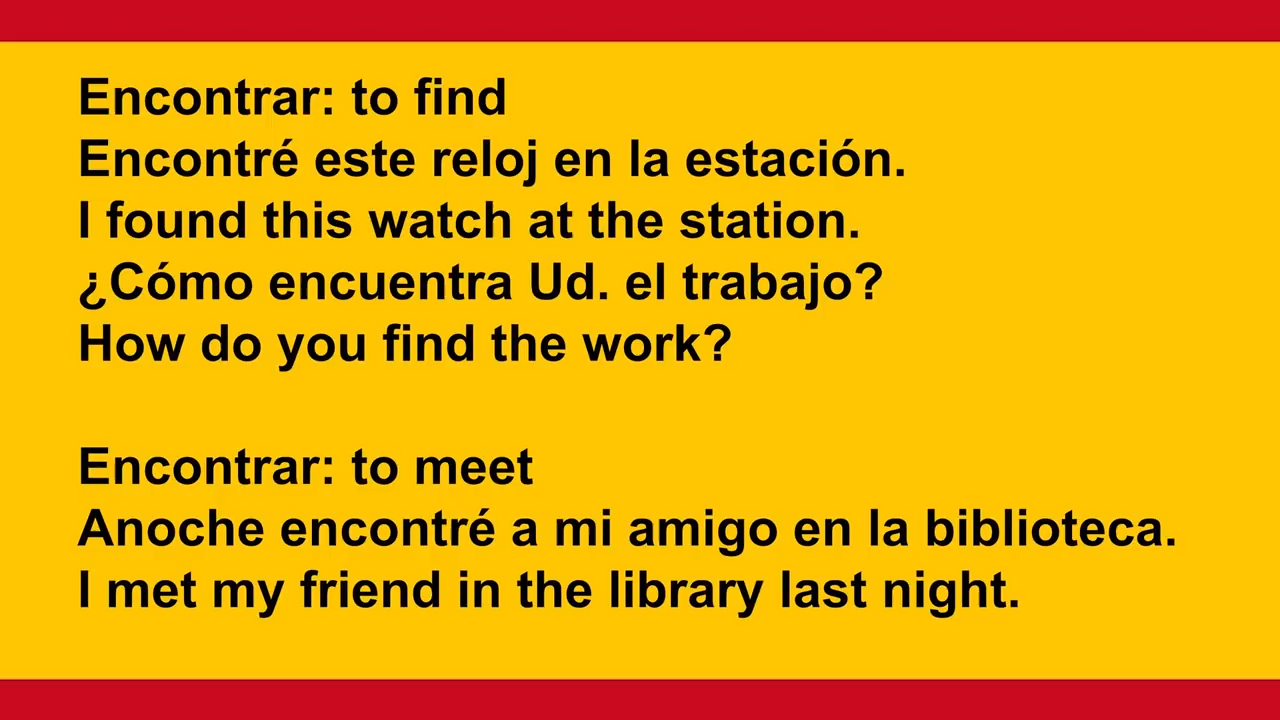 Encontrar: to find
Encontré este reloj en la estación.
I found this watch at the station.
¿Cómo encuentra Ud. el trabajo?
How do you find the work?
Encontrar: to meet
Anoche encontré a mi amigo en la biblioteca.
I met my friend in the library last night.